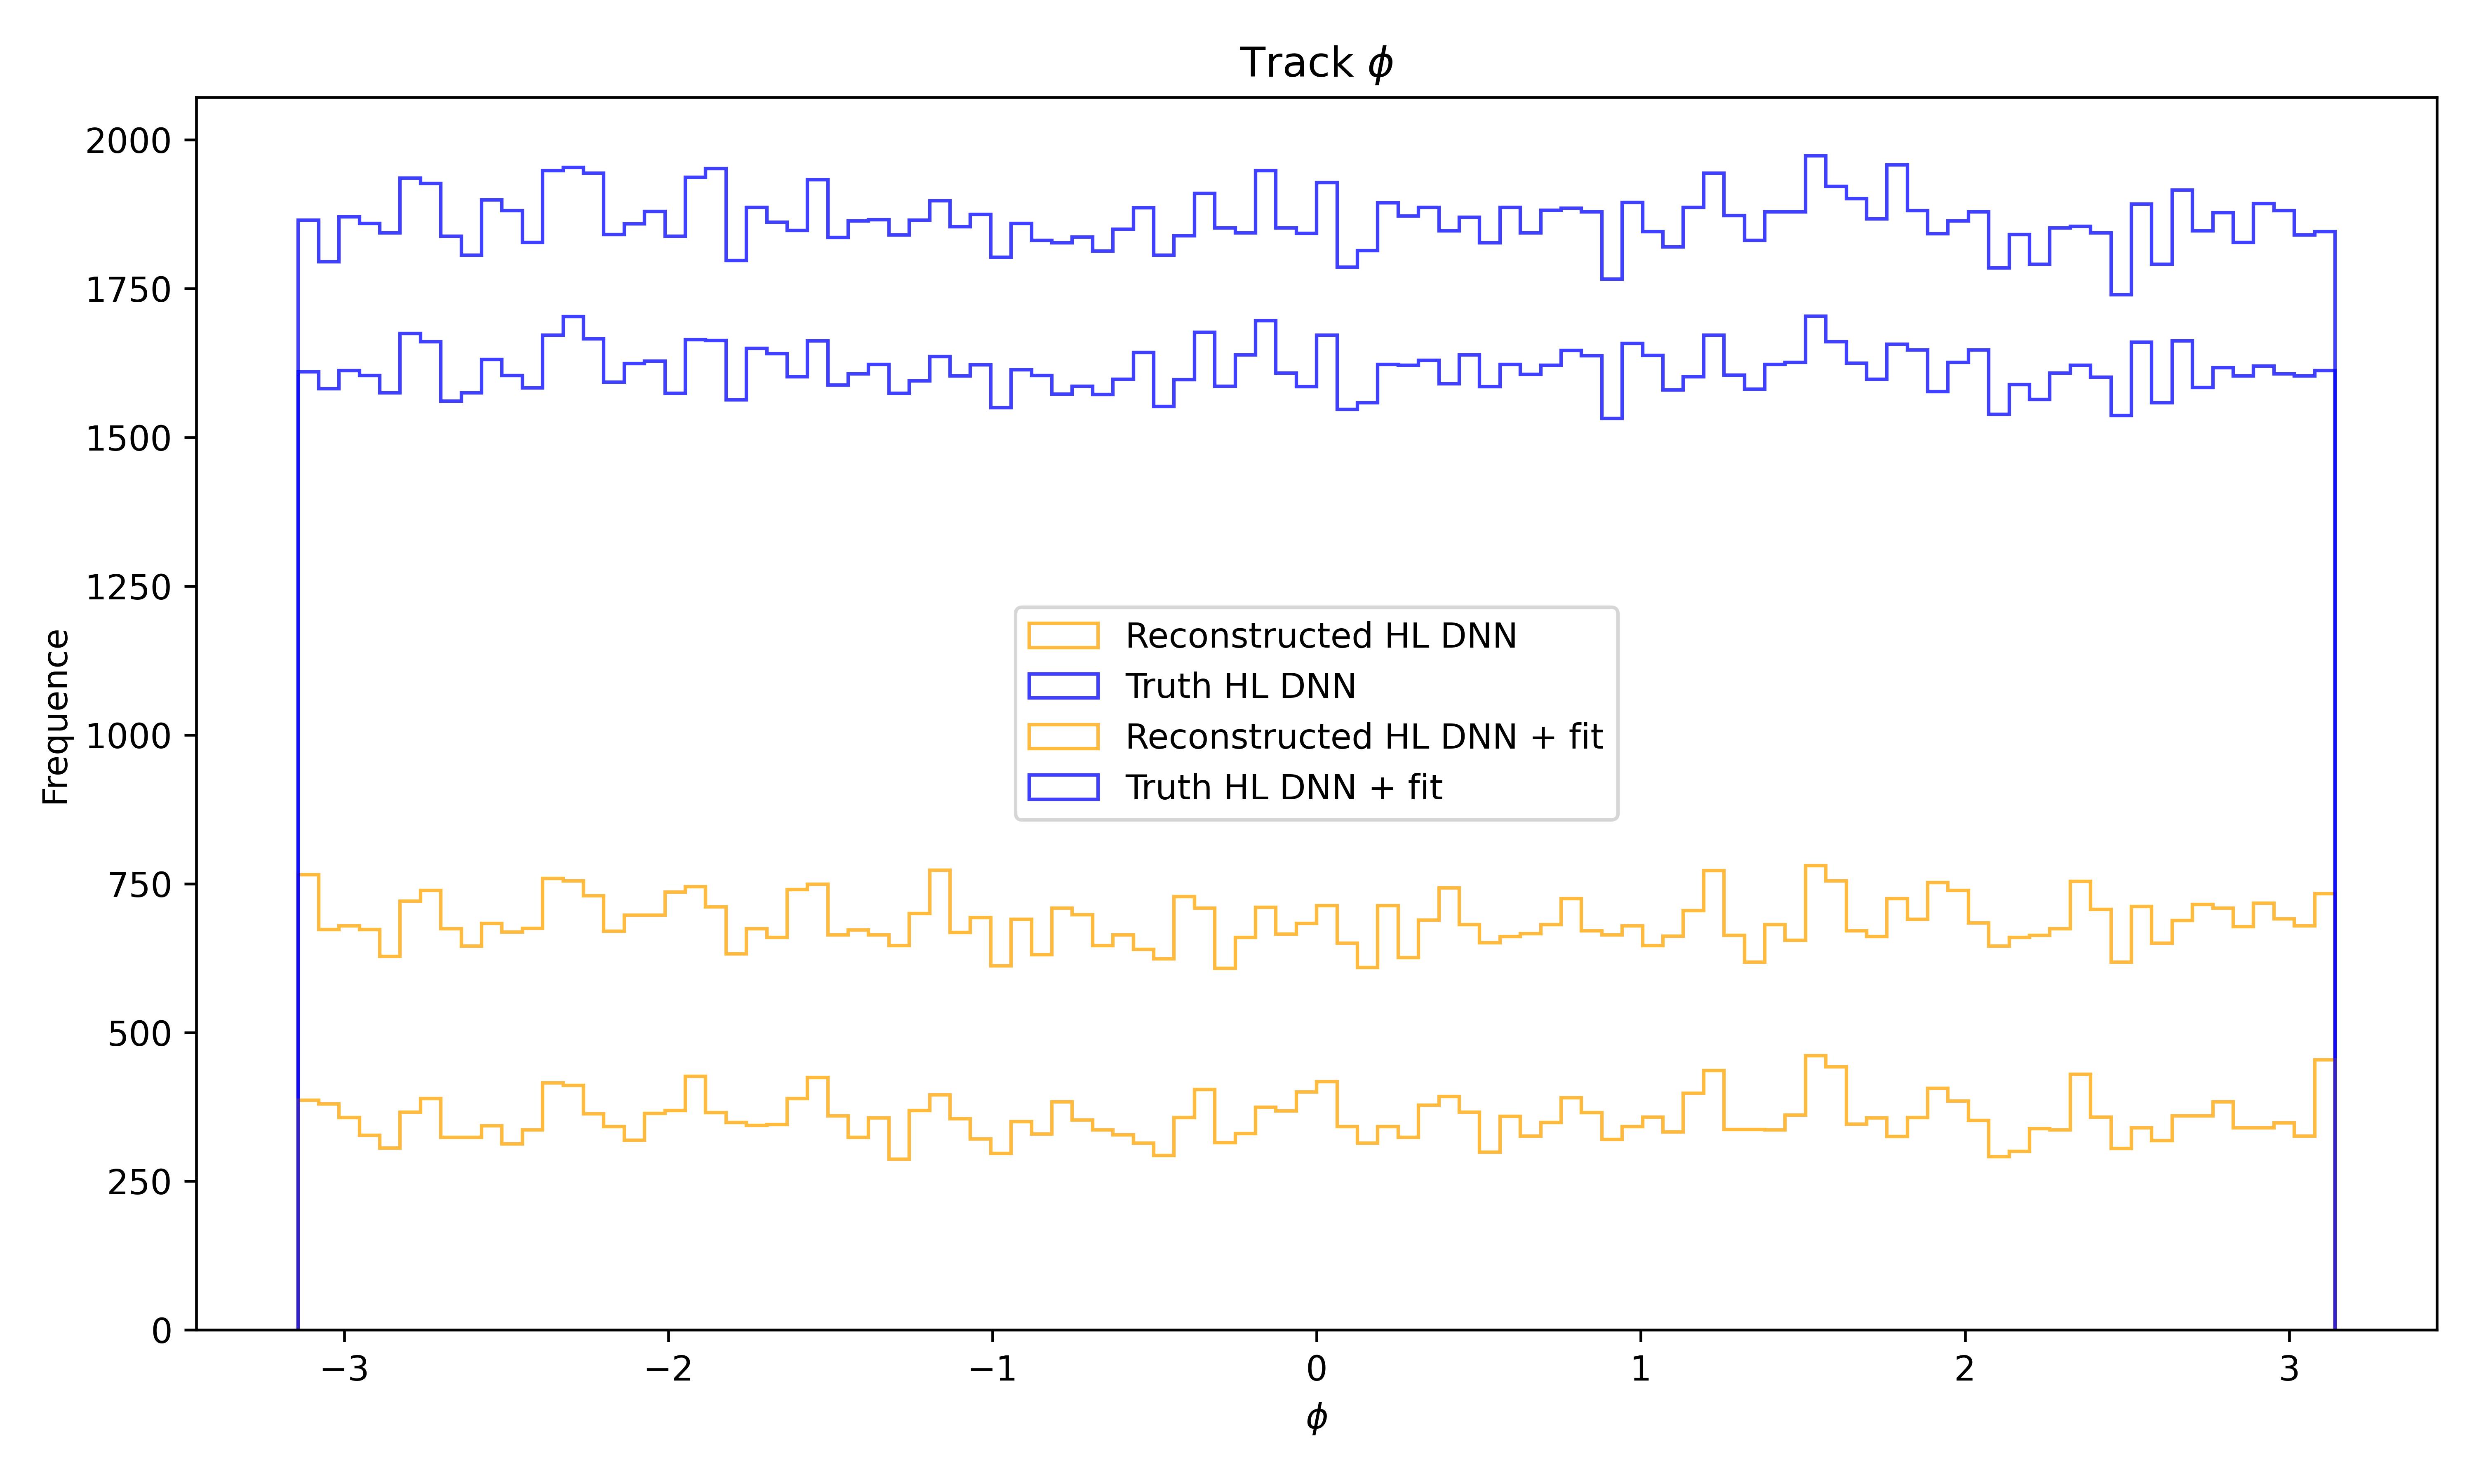 Track ϕ
2000
1750
1500
1250
1000
750
500
250
0
Frequence
Reconstructed HL DNN
Truth HL DNN
Reconstructed HL DNN + fit
Truth HL DNN + fit
−3 −2 −1 0 1 2 3
ϕ